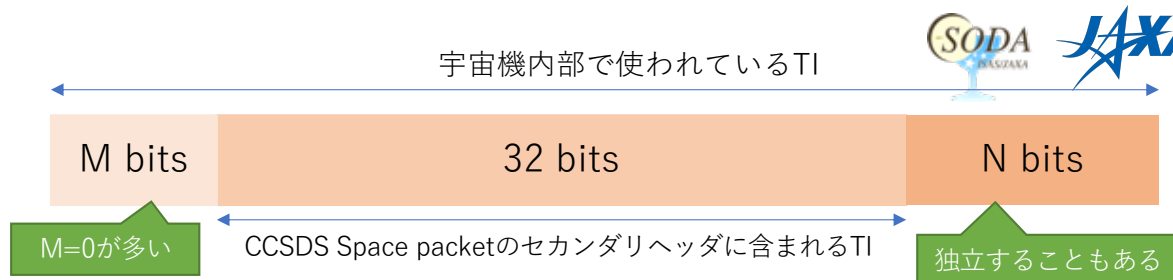 SODA
ISAS/JAXA
JAXA
宇宙機内部で使われているTI
M bits
32 bits
N bits
M=0が多い
CCSDS Space packetのセカンダリヘッダに含まれるTI
独立することもある